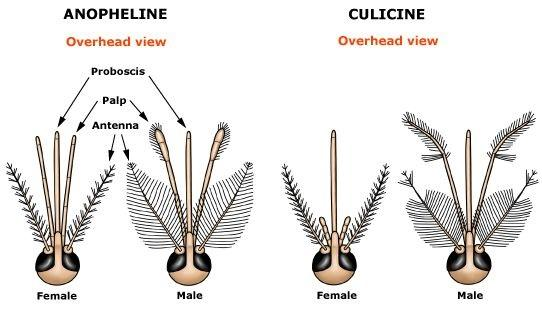 ANOPHELINE
Overhead view
Proboscis
Palp
Antenna
Female
Male
CULICINE
Overhead view
Female
Male